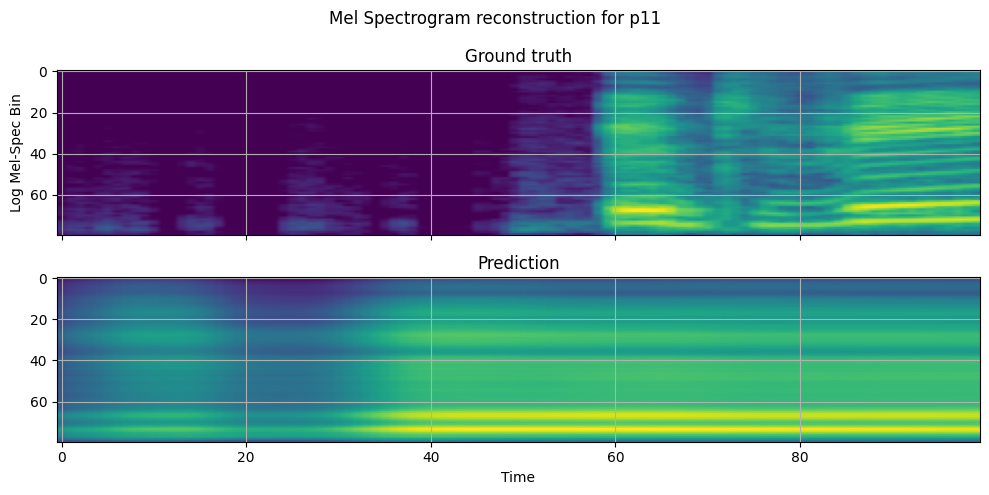 Mel Spectrogram reconstruction for p11
Ground truth
Log Mel-Spec Bin
0
20
40
60
Prediction
0
20
40
60
0 20 40 60 80
Time